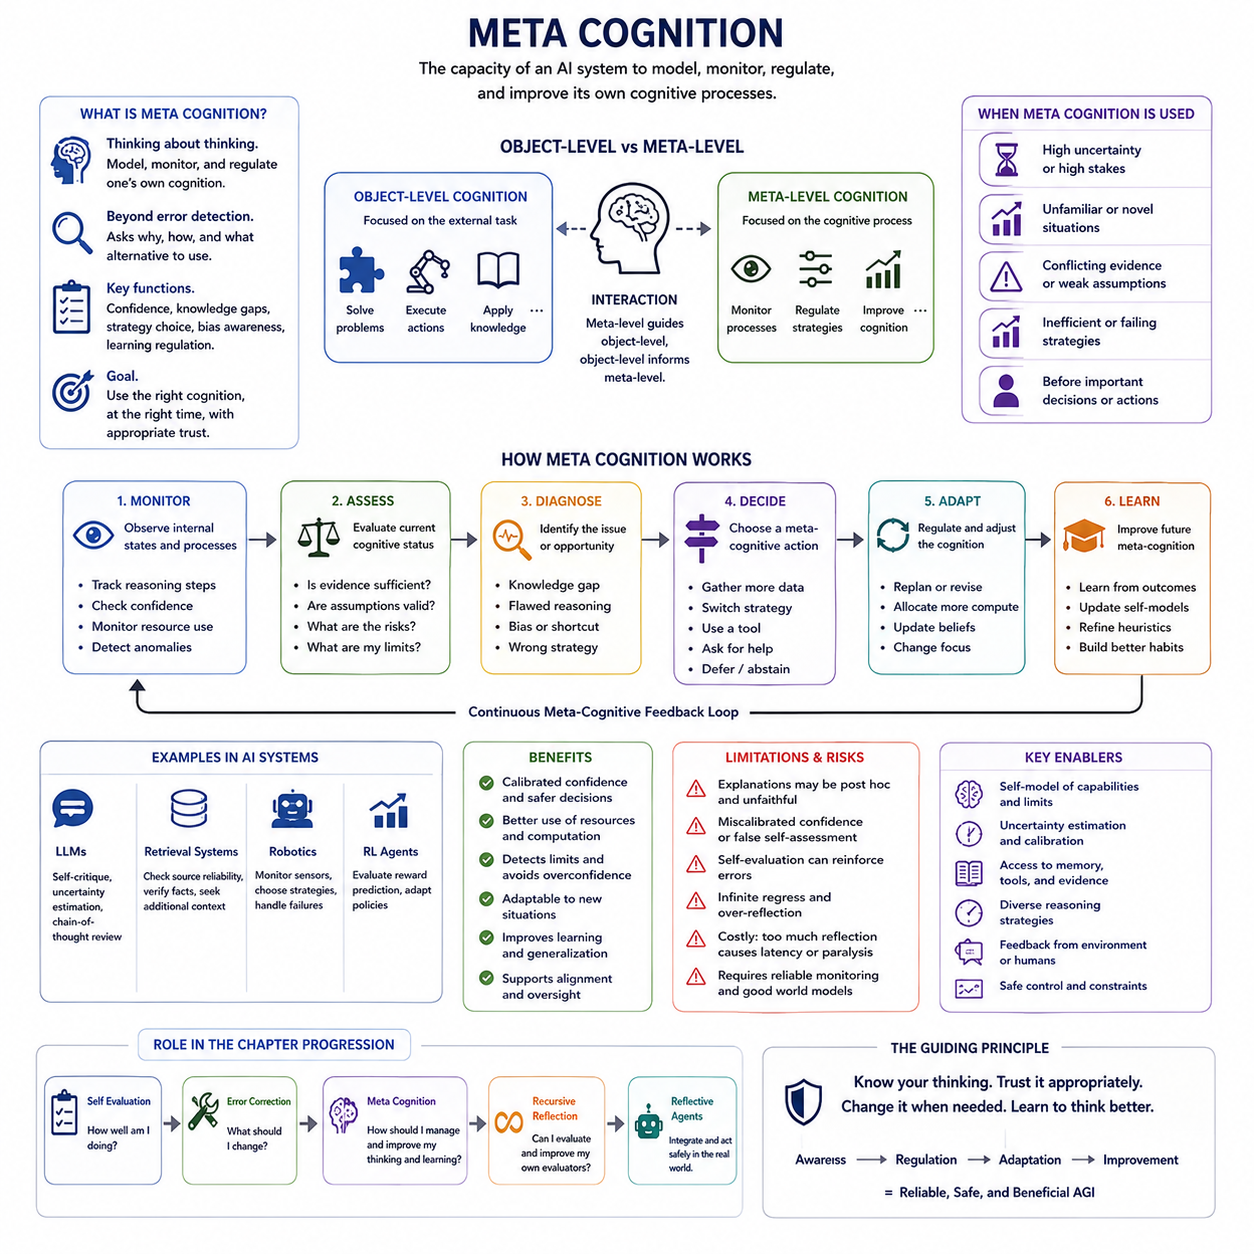 META COGNITION
The capacity of an AI system to model, monitor, regulate,
and improve its own cognitive processes.
WHAT IS META COGNITION?
Thinking about thinking.
Model, monitor, and regulate
one's own cognition.
Beyond error detection.
Asks why, how, and what
alternative to use.
Key functions.
Confidence, knowledge gaps,
strategy choice, bias awareness,
learning regulation.
Goal.
Use the right cognition,
at the right time, with
appropriate trust.
OBJECT-LEVEL vs META-LEVEL
OBJECT-LEVEL COGNITION
Focused on the external task
Solve
problems
Execute
actions
Apply
knowledge
...
INTERACTION
Meta-level guides
object-level,
object-level informs
meta-level.
META-LEVEL COGNITION
Focused on the cognitive process
Monitor
processes
Regulate
strategies
Improve
cognition
...
WHEN META COGNITION IS USED
High uncertainty
or high stakes
Unfamiliar or novel
situations
Conflicting evidence
or weak assumptions
Inefficient or failing
strategies
Before important
decisions or actions
HOW META COGNITION WORKS
1. MONITOR
Observe internal
states and processes
• Track reasoning steps
• Check confidence
• Monitor resource use
• Detect anomalies
2. ASSESS
Evaluate current
cognitive status
• Is evidence sufficient?
• Are assumptions valid?
• What are the risks?
• What are my limits?
3. DIAGNOSE
Identify the issue
or opportunity
• Knowledge gap
• Flawed reasoning
• Bias or shortcut
• Wrong strategy
4. DECIDE
Choose a meta-
cognitive action
• Gather more data
• Switch strategy
• Use a tool
• Ask for help
• Defer / abstain
5. ADAPT
Regulate and adjust
the cognition
• Replan or revise
• Allocate more compute
• Update beliefs
• Change focus
6. LEARN
Improve future
meta-cognition
• Learn from outcomes
• Update self-models
• Refine heuristics
• Build better habits
Continuous Meta-Cognitive Feedback Loop
EXAMPLES IN AI SYSTEMS
LLMs
Self-critique,
uncertainty
estimation,
chain-of-
thought review
Retrieval Systems
Check source reliability,
verify facts, seek
additional context
Robotics
Monitor sensors,
choose strategies,
handle failures
RL Agents
Evaluate reward
prediction, adapt
policies
BENEFITS
Calibrated confidence
and safer decisions
Better use of resources
and computation
Detects limits and
avoids overconfidence
Adaptable to new
situations
Improves learning
and generalization
Supports alignment
and oversight
LIMITATIONS & RISKS
Explanations may be post hoc
and unfaithful
Miscalibrated confidence
or false self-assessment
Self-evaluation can reinforce
errors
Infinite regress and
over-reflection
Costly: too much reflection
causes latency or paralysis
Requires reliable monitoring
and good world models
KEY ENABLERS
Self-model of capabilities
and limits
Uncertainty estimation
and calibration
Access to memory,
tools, and evidence
Diverse reasoning
strategies
Feedback from environment
or humans
Safe control and constraints
ROLE IN THE CHAPTER PROGRESSION
Self Evaluation
How well am I
doing?
Error Correction
What should
I change?
Meta Cognition
How should I manage
and improve my
thinking and learning?
Recursive
Reflection
Can I evaluate
and improve my
own evaluators?
Reflective
Agents
Integrate and act
safely in the real
world.
THE GUIDING PRINCIPLE
Know your thinking. Trust it appropriately.
Change it when needed. Learn to think better.
Awareness → Regulation → Adaptation → Improvement
= Reliable, Safe, and Beneficial AGI